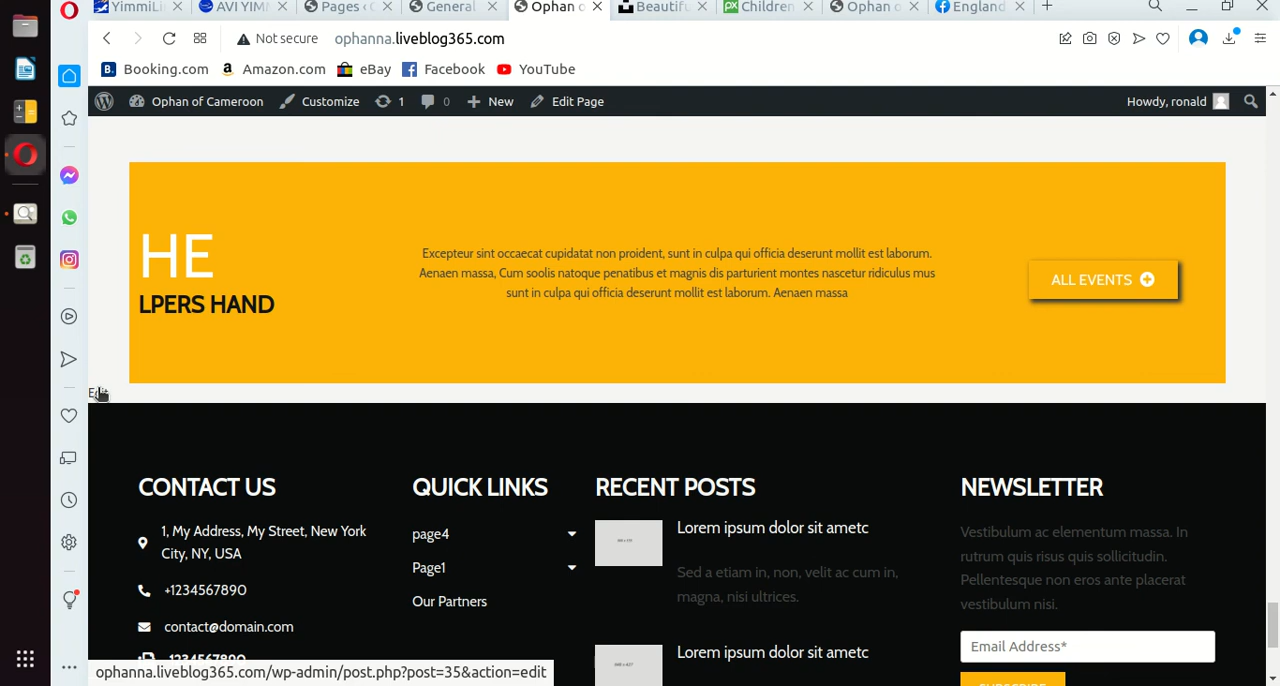 YimmiLi
AVI YIM
Pages ‹ C
General
Ophan o
Beautifu
Children
Ophan o
England
Not secure
ophanna.liveblog365.com
Booking.com
Amazon.com
eBay
Facebook
YouTube
Ophan of Cameroon
Customize
1
0
New
Edit Page
Howdy, ronald
HE
LPERS HAND
Excepteur sint occaecat cupidatat non proident, sunt in culpa qui officia deserunt mollit est laborum.
Aenaen massa, Cum soolis natoque penatibus et magnis dis parturient montes nascetur ridiculus mus
sunt in culpa qui officia deserunt mollit est laborum. Aenaen massa
ALL EVENTS
CONTACT US
1, My Address, My Street, New York
City, NY, USA
+1234567890
contact@domain.com
1234567890
QUICK LINKS
page4
Page1
Our Partners
RECENT POSTS
Lorem ipsum dolor sit ametc
Sed a etiam in, non, velit ac cum in,
magna, nisi ultrices.
Lorem ipsum dolor sit ametc
NEWSLETTER
Vestibulum ac elementum massa. In
rutrum quis risus quis sollicitudin.
Pellentesque non eros ante placerat
vestibulum nisi.
Email Address*
SUBSCRIBE
ophanna.liveblog365.com/wp-admin/post.php?post=35&action=edit